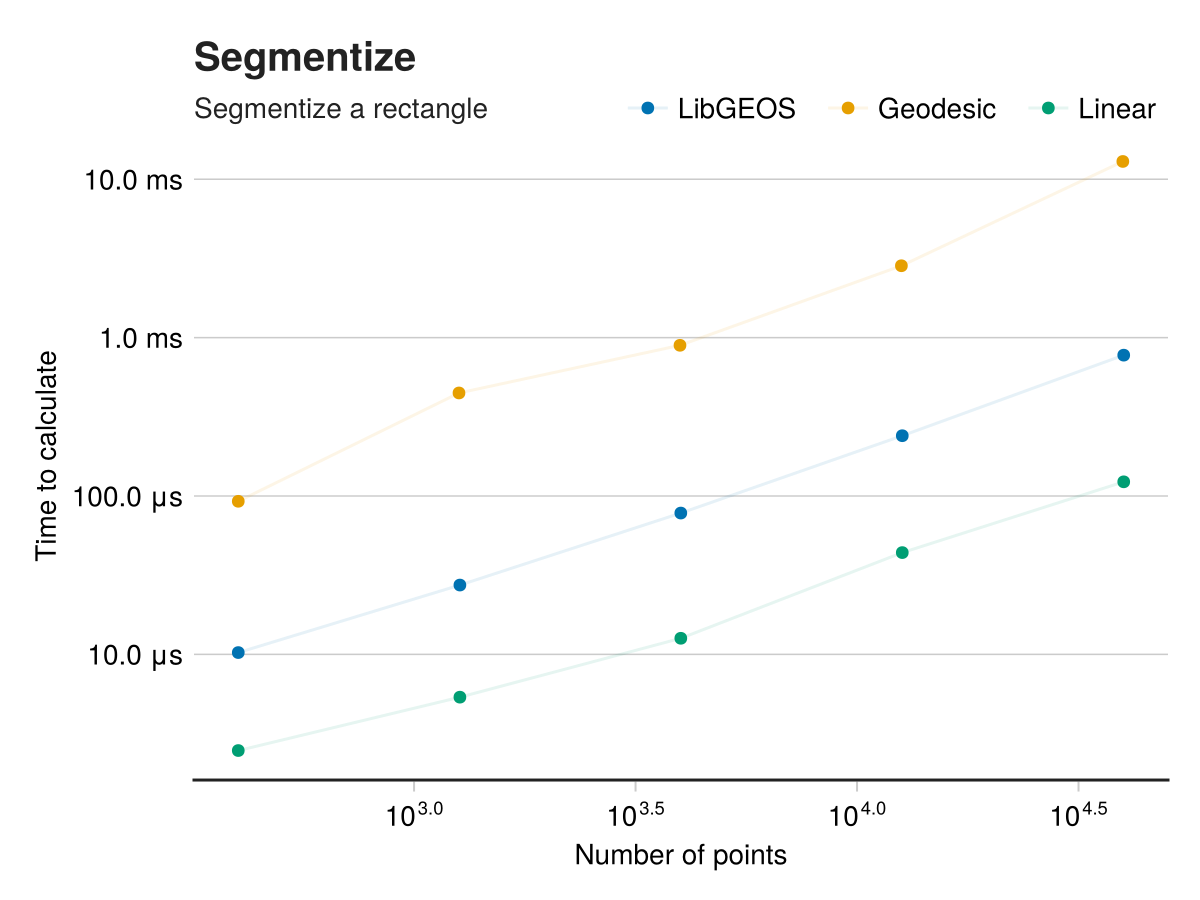 Segmentize
Segmentize a rectangle
LibGEOS
Geodesic
Linear
10.0 ms
1.0 ms
100.0 µs
10.0 µs
Time to calculate
10^3.0
10^3.5
10^4.0
10^4.5
Number of points